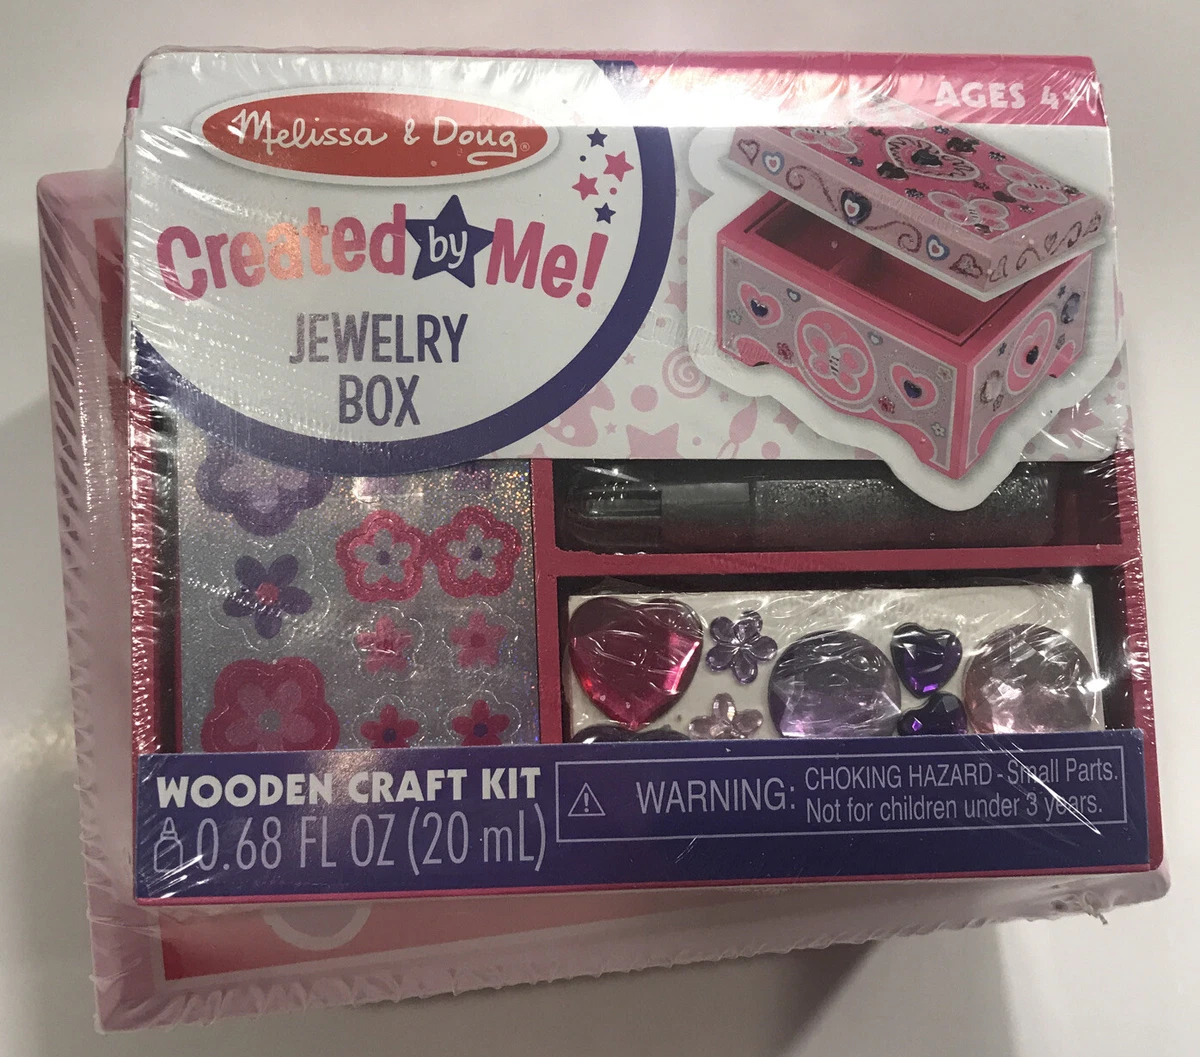 AGES 4+
Melissa & Doug®
Created by Me!
JEWELRY
BOX
WOODEN CRAFT KIT
0.68 FL OZ (20 mL)
WARNING: CHOKING HAZARD - Small Parts.
Not for children under 3 years.